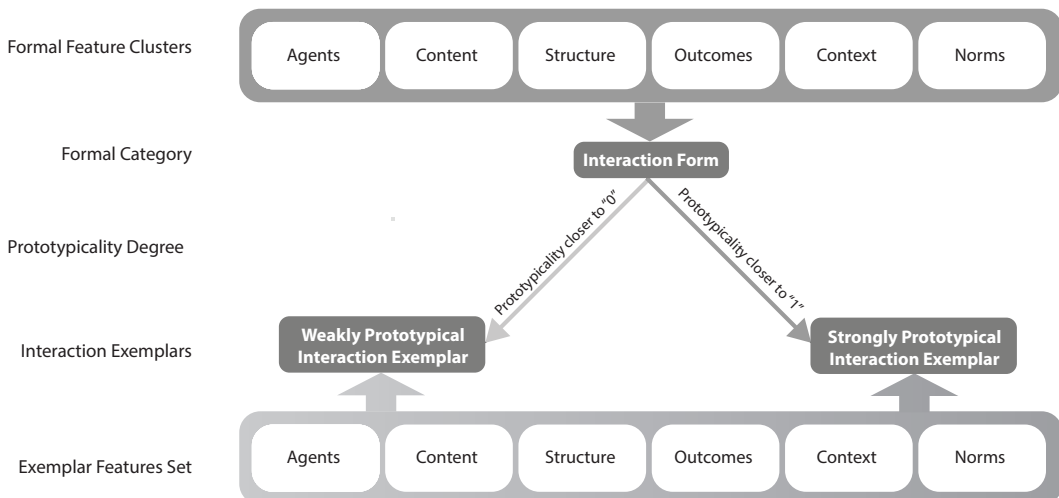 Formal Feature Clusters
Agents
Content
Structure
Outcomes
Context
Norms
Formal Category
Interaction Form
Prototypicality Degree
Prototypicality closer to “0”
Prototypicality closer to “1”
Interaction Exemplars
Weakly Prototypical
Interaction Exemplar
Strongly Prototypical
Interaction Exemplar
Exemplar Features Set
Agents
Content
Structure
Outcomes
Context
Norms